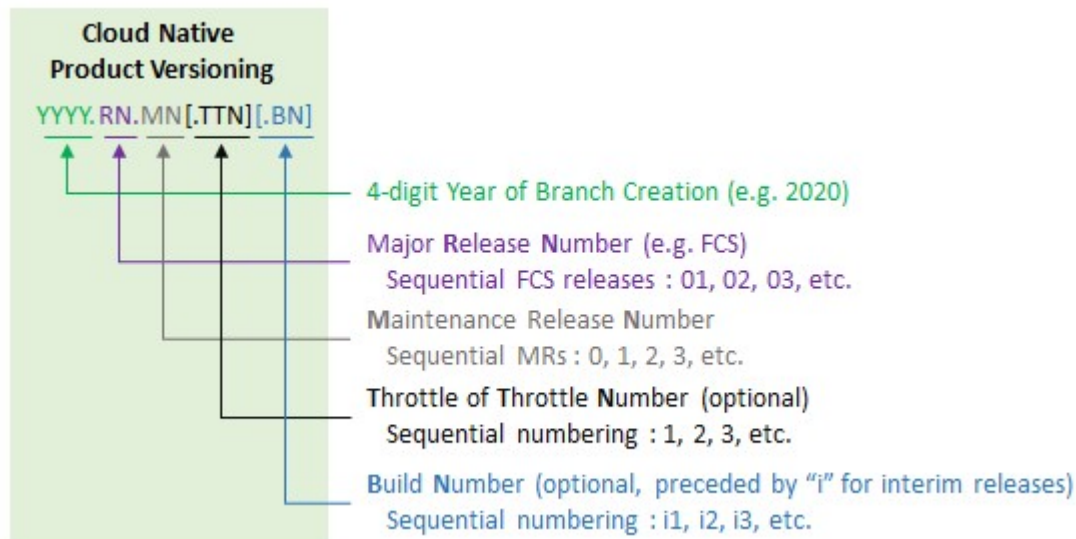 Cloud Native
Product Versioning
YYYY.RN.MN[.TTN][.BN]
4-digit Year of Branch Creation (e.g. 2020)
Major Release Number (e.g. FCS)
Sequential FCS releases : 01, 02, 03, etc.
Maintenance Release Number
Sequential MRs : 0, 1, 2, 3, etc.
Throttle of Throttle Number (optional)
Sequential numbering : 1, 2, 3, etc.
Build Number (optional, preceded by “i” for interim releases)
Sequential numbering : i1, i2, i3, etc.